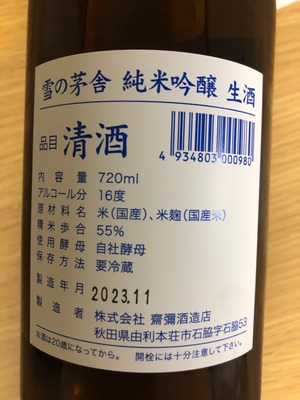 雪の茅舎 純米吟醸 生酒
品目 清酒
4 934803 000980
内容量 720ml
アルコール分 16度
原材料名 米(国産)、米麹(国産米)
精米歩合 55%
使用酵母 自社酵母
保存方法 要冷蔵
製造年月 2023.11
製造者 株式会社 齋彌酒造店
秋田県由利本荘市石脇字石脇53
お酒は20歳になってから。 開栓には十分注意して下さい。